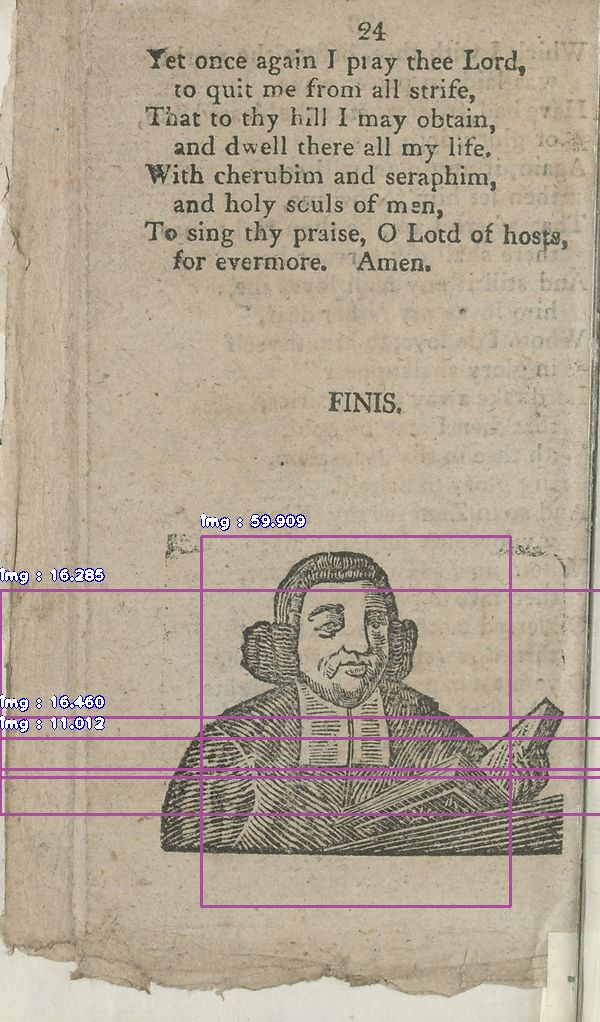 24
Yet once again I pray thee Lord,
to quit me from all strife,
That to thy hill I may obtain,
and dwell there all my life.
With cherubim and seraphim,
and holy souls of men,
To sing thy praise, O Lotd of hosts,
for evermore. Amen.
FINIS.
img : 59.909
img : 16.285
img : 16.460
img : 11.012